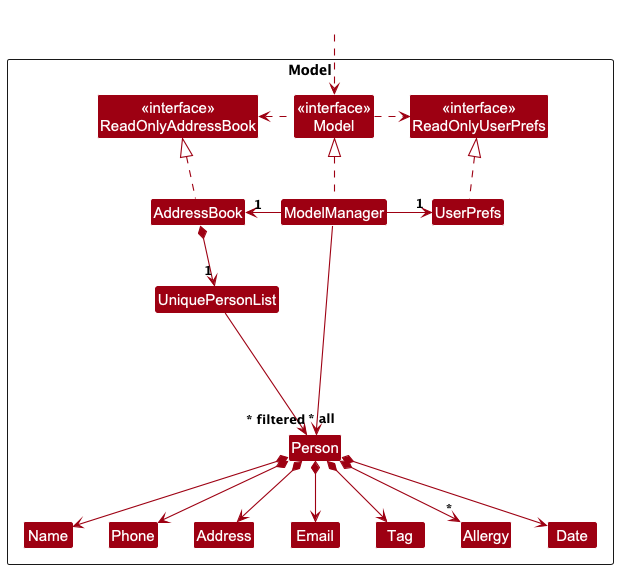 Model
«interface»
ReadOnlyAddressBook
«interface»
Model
«interface»
ReadOnlyUserPrefs
AddressBook
1
ModelManager
1
UserPrefs
1
UniquePersonList
* filtered
* all
Person
*
Name
Phone
Address
Email
Tag
Allergy
Date